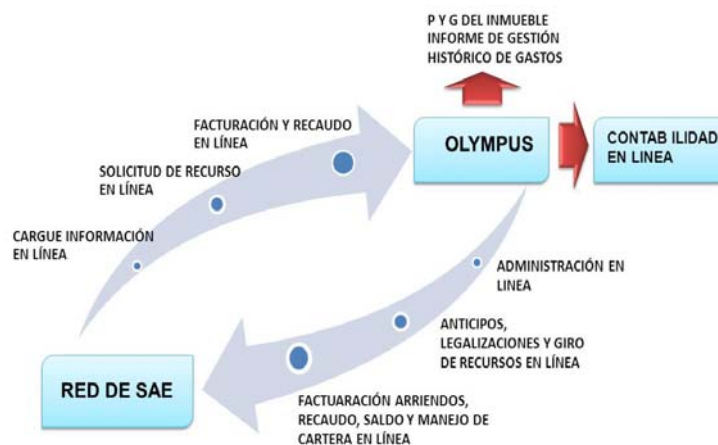 P Y G DEL INMUEBLE
INFORME DE GESTIÓN
HISTÓRICO DE GASTOS
FACTURACIÓN Y RECAUDO
EN LÍNEA
OLYMPUS
CONTAB ILIDAD
EN LINEA
SOLICITUD DE RECURSO
EN LÍNEA
CARGUE INFORMACIÓN
EN LÍNEA
ADMINISTRACIÓN EN
LINEA
ANTICIPOS,
LEGALIZACIONES Y GIRO
DE RECURSOS EN LÍNEA
RED DE SAE
FACTUARACIÓN ARRIENDOS,
RECAUDO, SALDO Y MANEJO DE
CARTERA EN LÍNEA